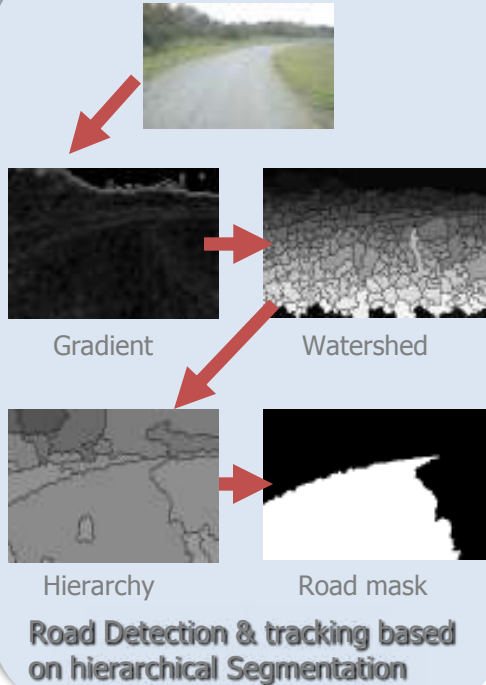 Gradient
Watershed
Hierarchy
Road mask
Road Detection & tracking based
on hierarchical Segmentation